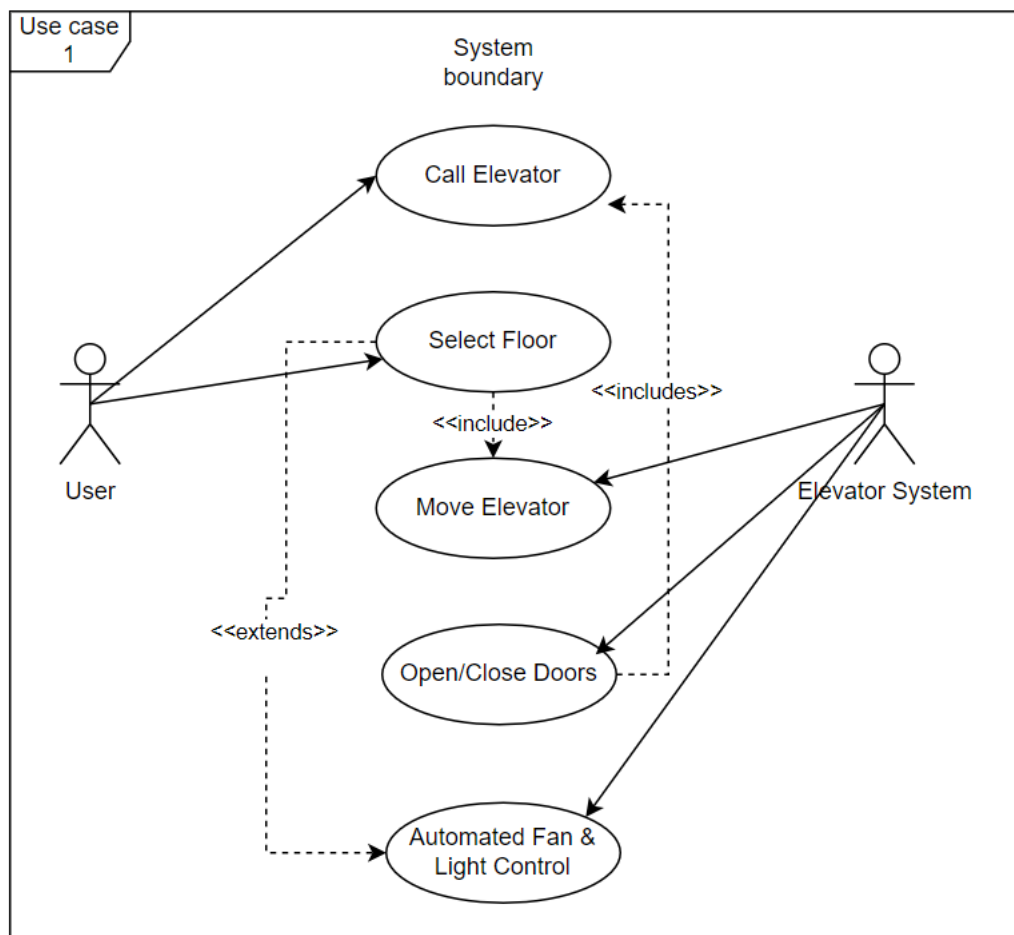 Use case
1
System
boundary
Call Elevator
Select Floor
<<includes>>
<<include>>
User
Elevator System
Move Elevator
<<extends>>
Open/Close Doors
Automated Fan &
Light Control